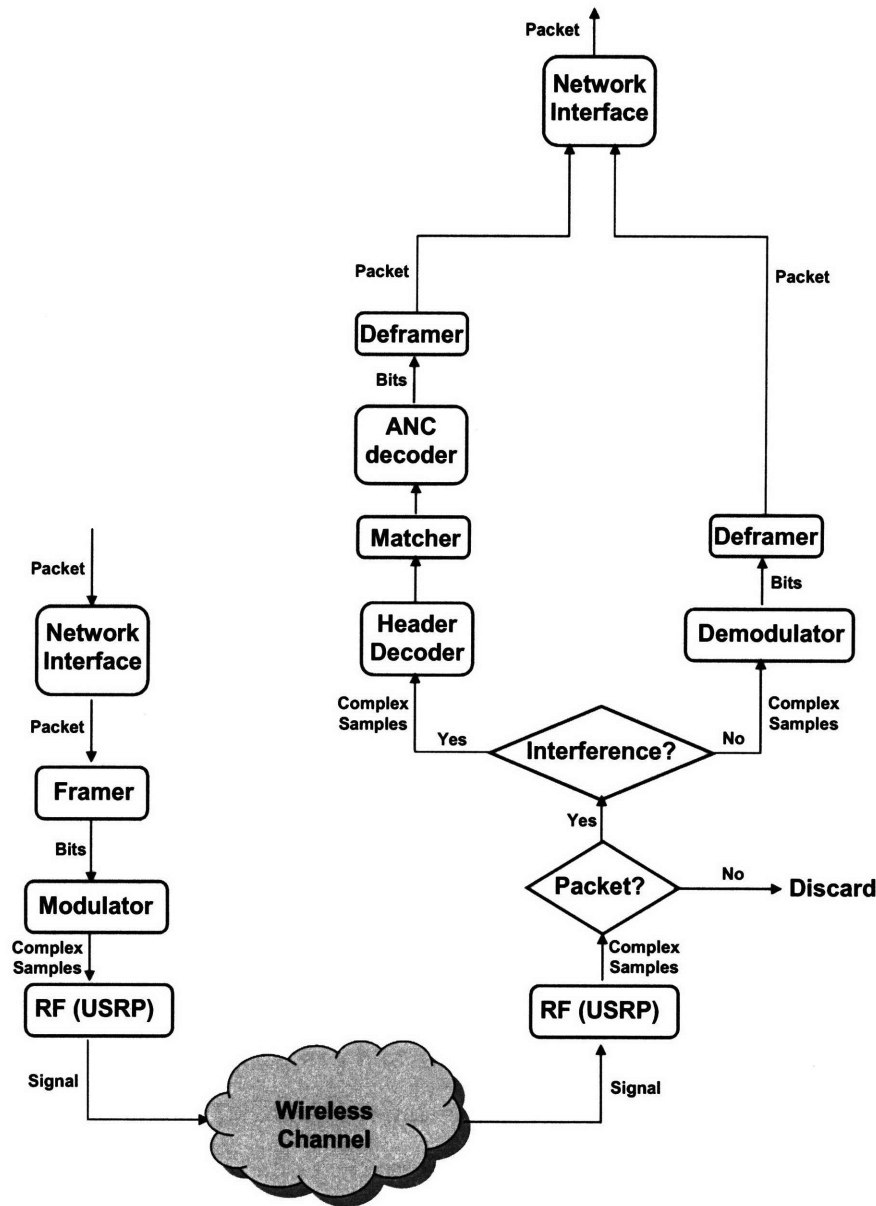 Packet
Network
Interface
Packet
Packet
Deframer
Bits
ANC
decoder
Matcher
Deframer
Packet
Bits
Network
Interface
Header
Decoder
Demodulator
Complex
Samples
Complex
Samples
Packet
Yes
Interference?
No
Framer
Yes
Bits
Packet?
No
Discard
Modulator
Complex
Samples
Complex
Samples
RF (USRP)
RF (USRP)
Signal
Signal
Wireless
Channel